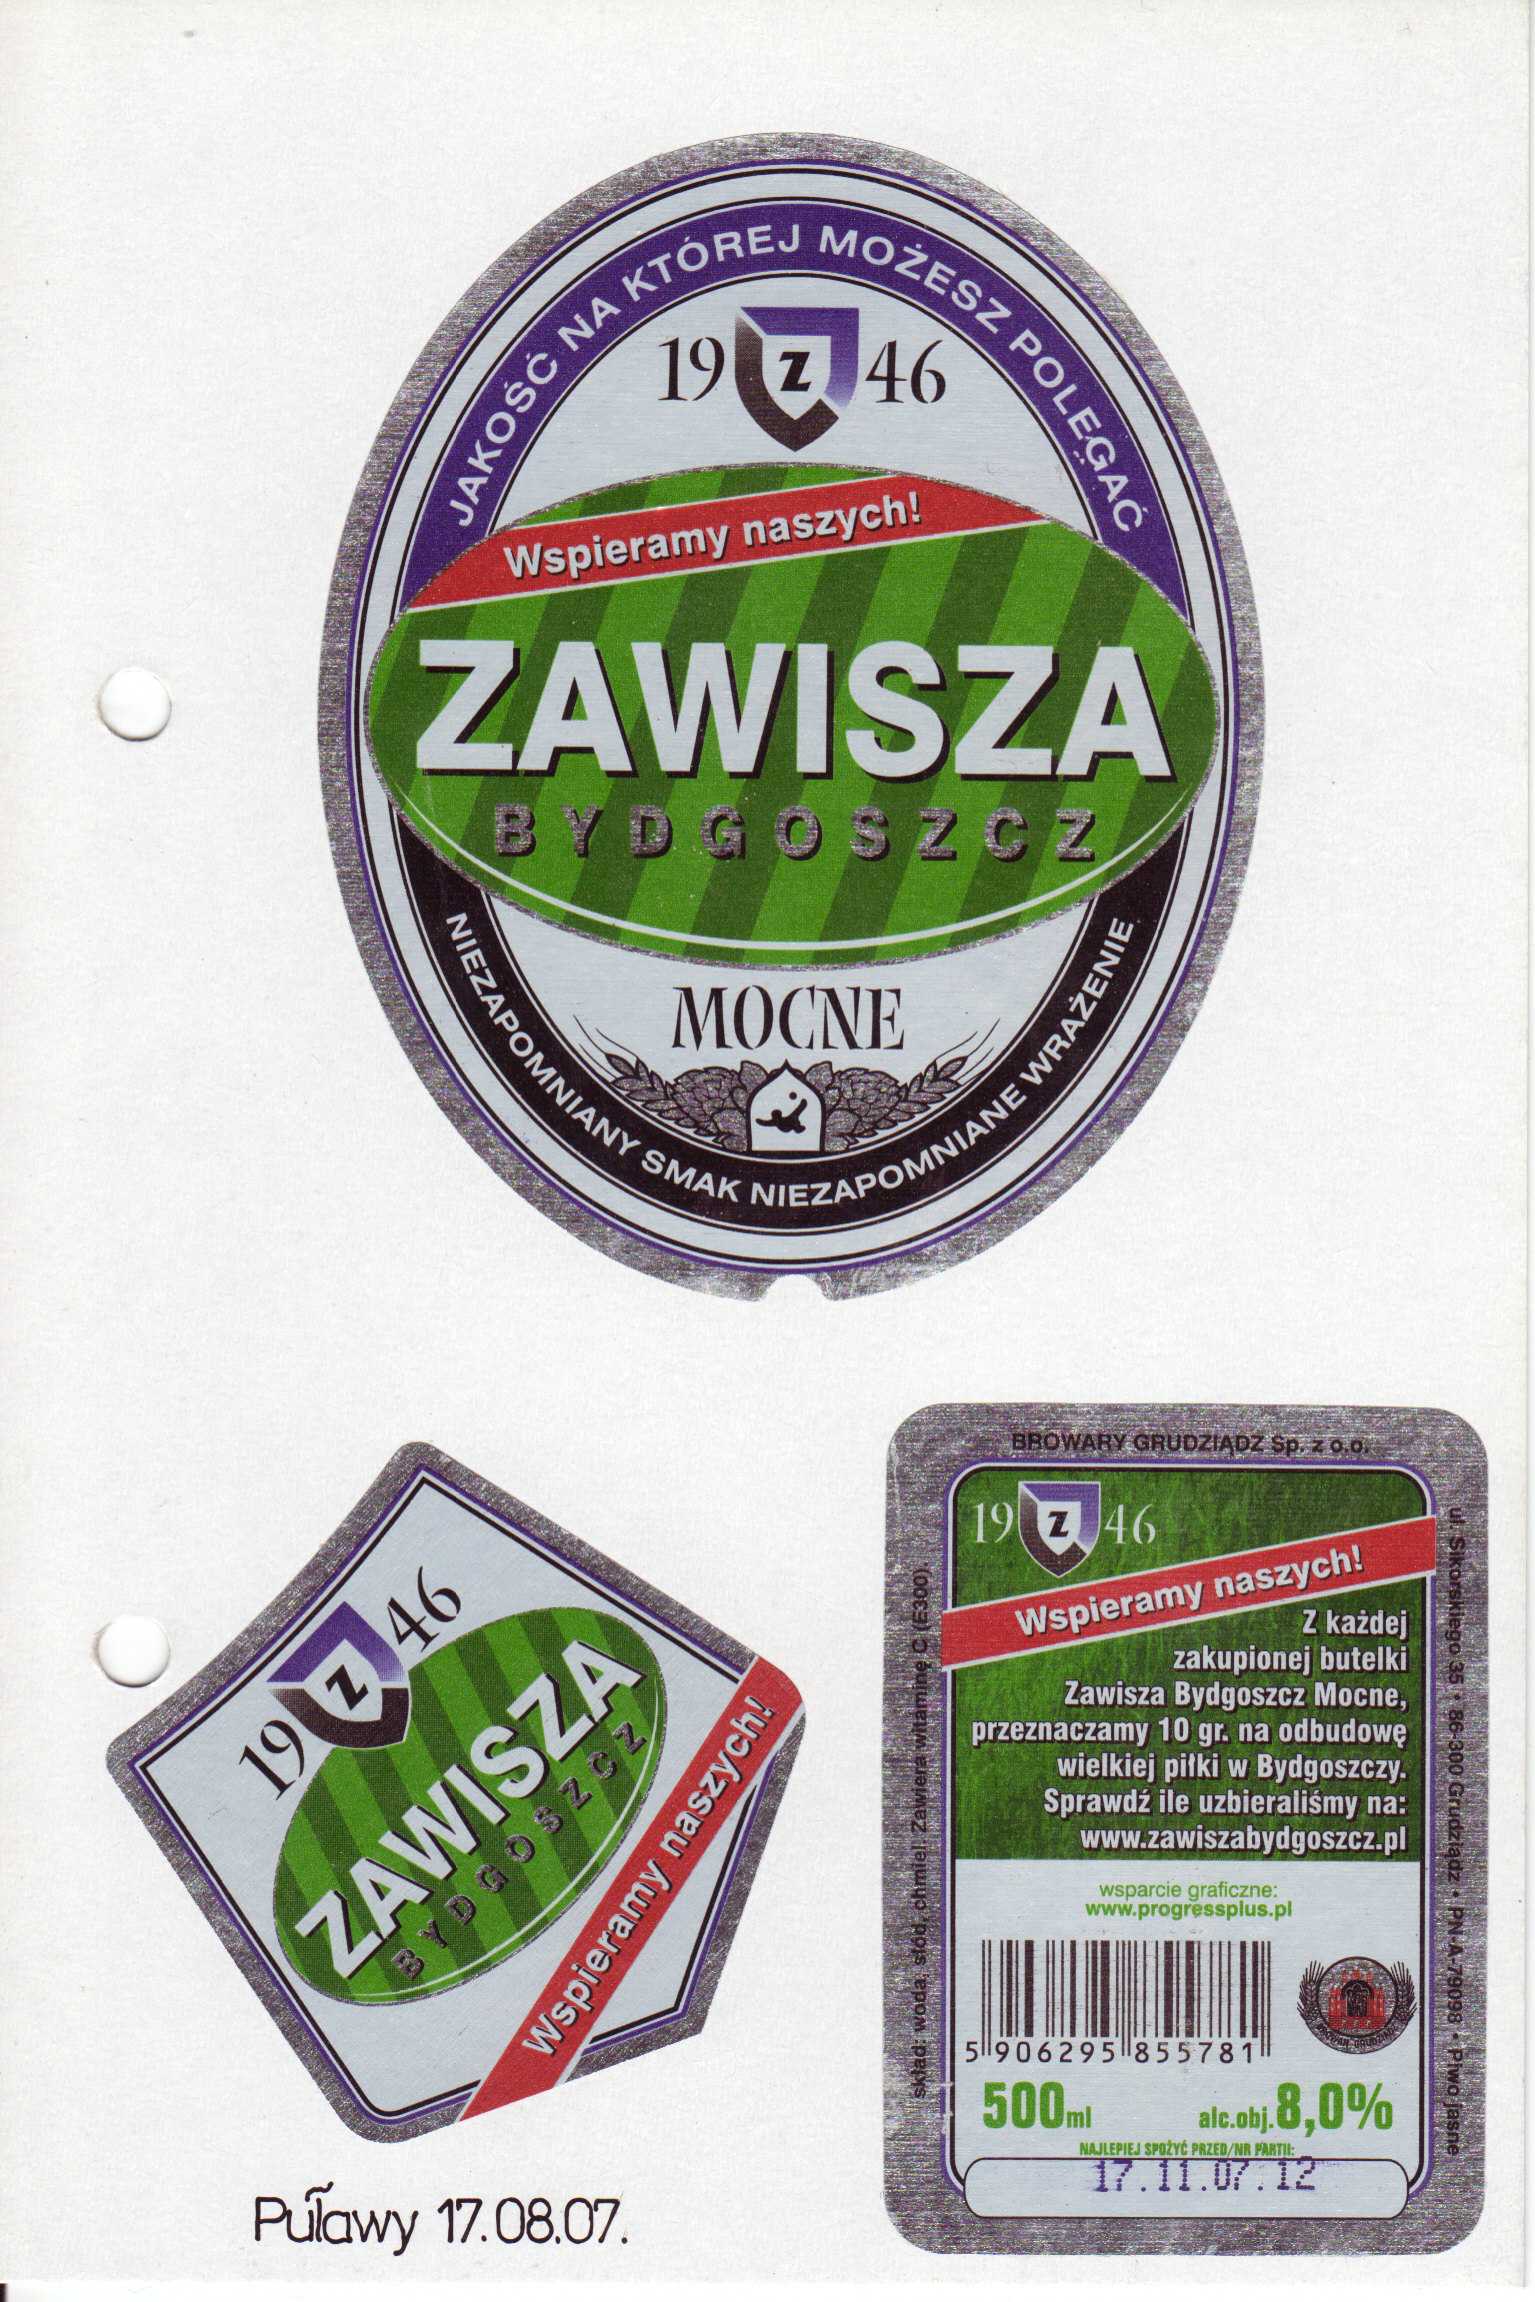 JAKOŚĆ NA KTÓREJ MOŻESZ POLEGAĆ
19 Z 46
Wspieramy naszych!
ZAWISZA
BYDGOSZCZ
MOCNE
NIEZAPOMNIANY SMAK NIEZAPOMNIANE WRAŻENIE
19 Z 46
ZAWISZA
BYDGOSZCZ
Wspieramy naszych!
Puławy 17.08.07.
BROWARY GRUDZIĄDZ Sp. z o.o.
ul. Sikorskiego 35 • 86-300 Grudziądz • PN-A-79098 • Piwo jasne
skład: woda, słód, chmiel. Zawiera witaminę C (E300).
19 Z 46
Wspieramy naszych!
Z każdej
zakupionej butelki
Zawisza Bydgoszcz Mocne,
przeznaczamy 10 gr. na odbudowę
wielkiej piłki w Bydgoszczy.
Sprawdź ile uzbieraliśmy na:
www.zawiszabydgoszcz.pl
wsparcie graficzne:
www.progressplus.pl
5 906295 855781
500ml alc.obj.8,0%
NAJLEPIEJ SPOŻYĆ PRZED/NR PARTII:
17.11.07.12